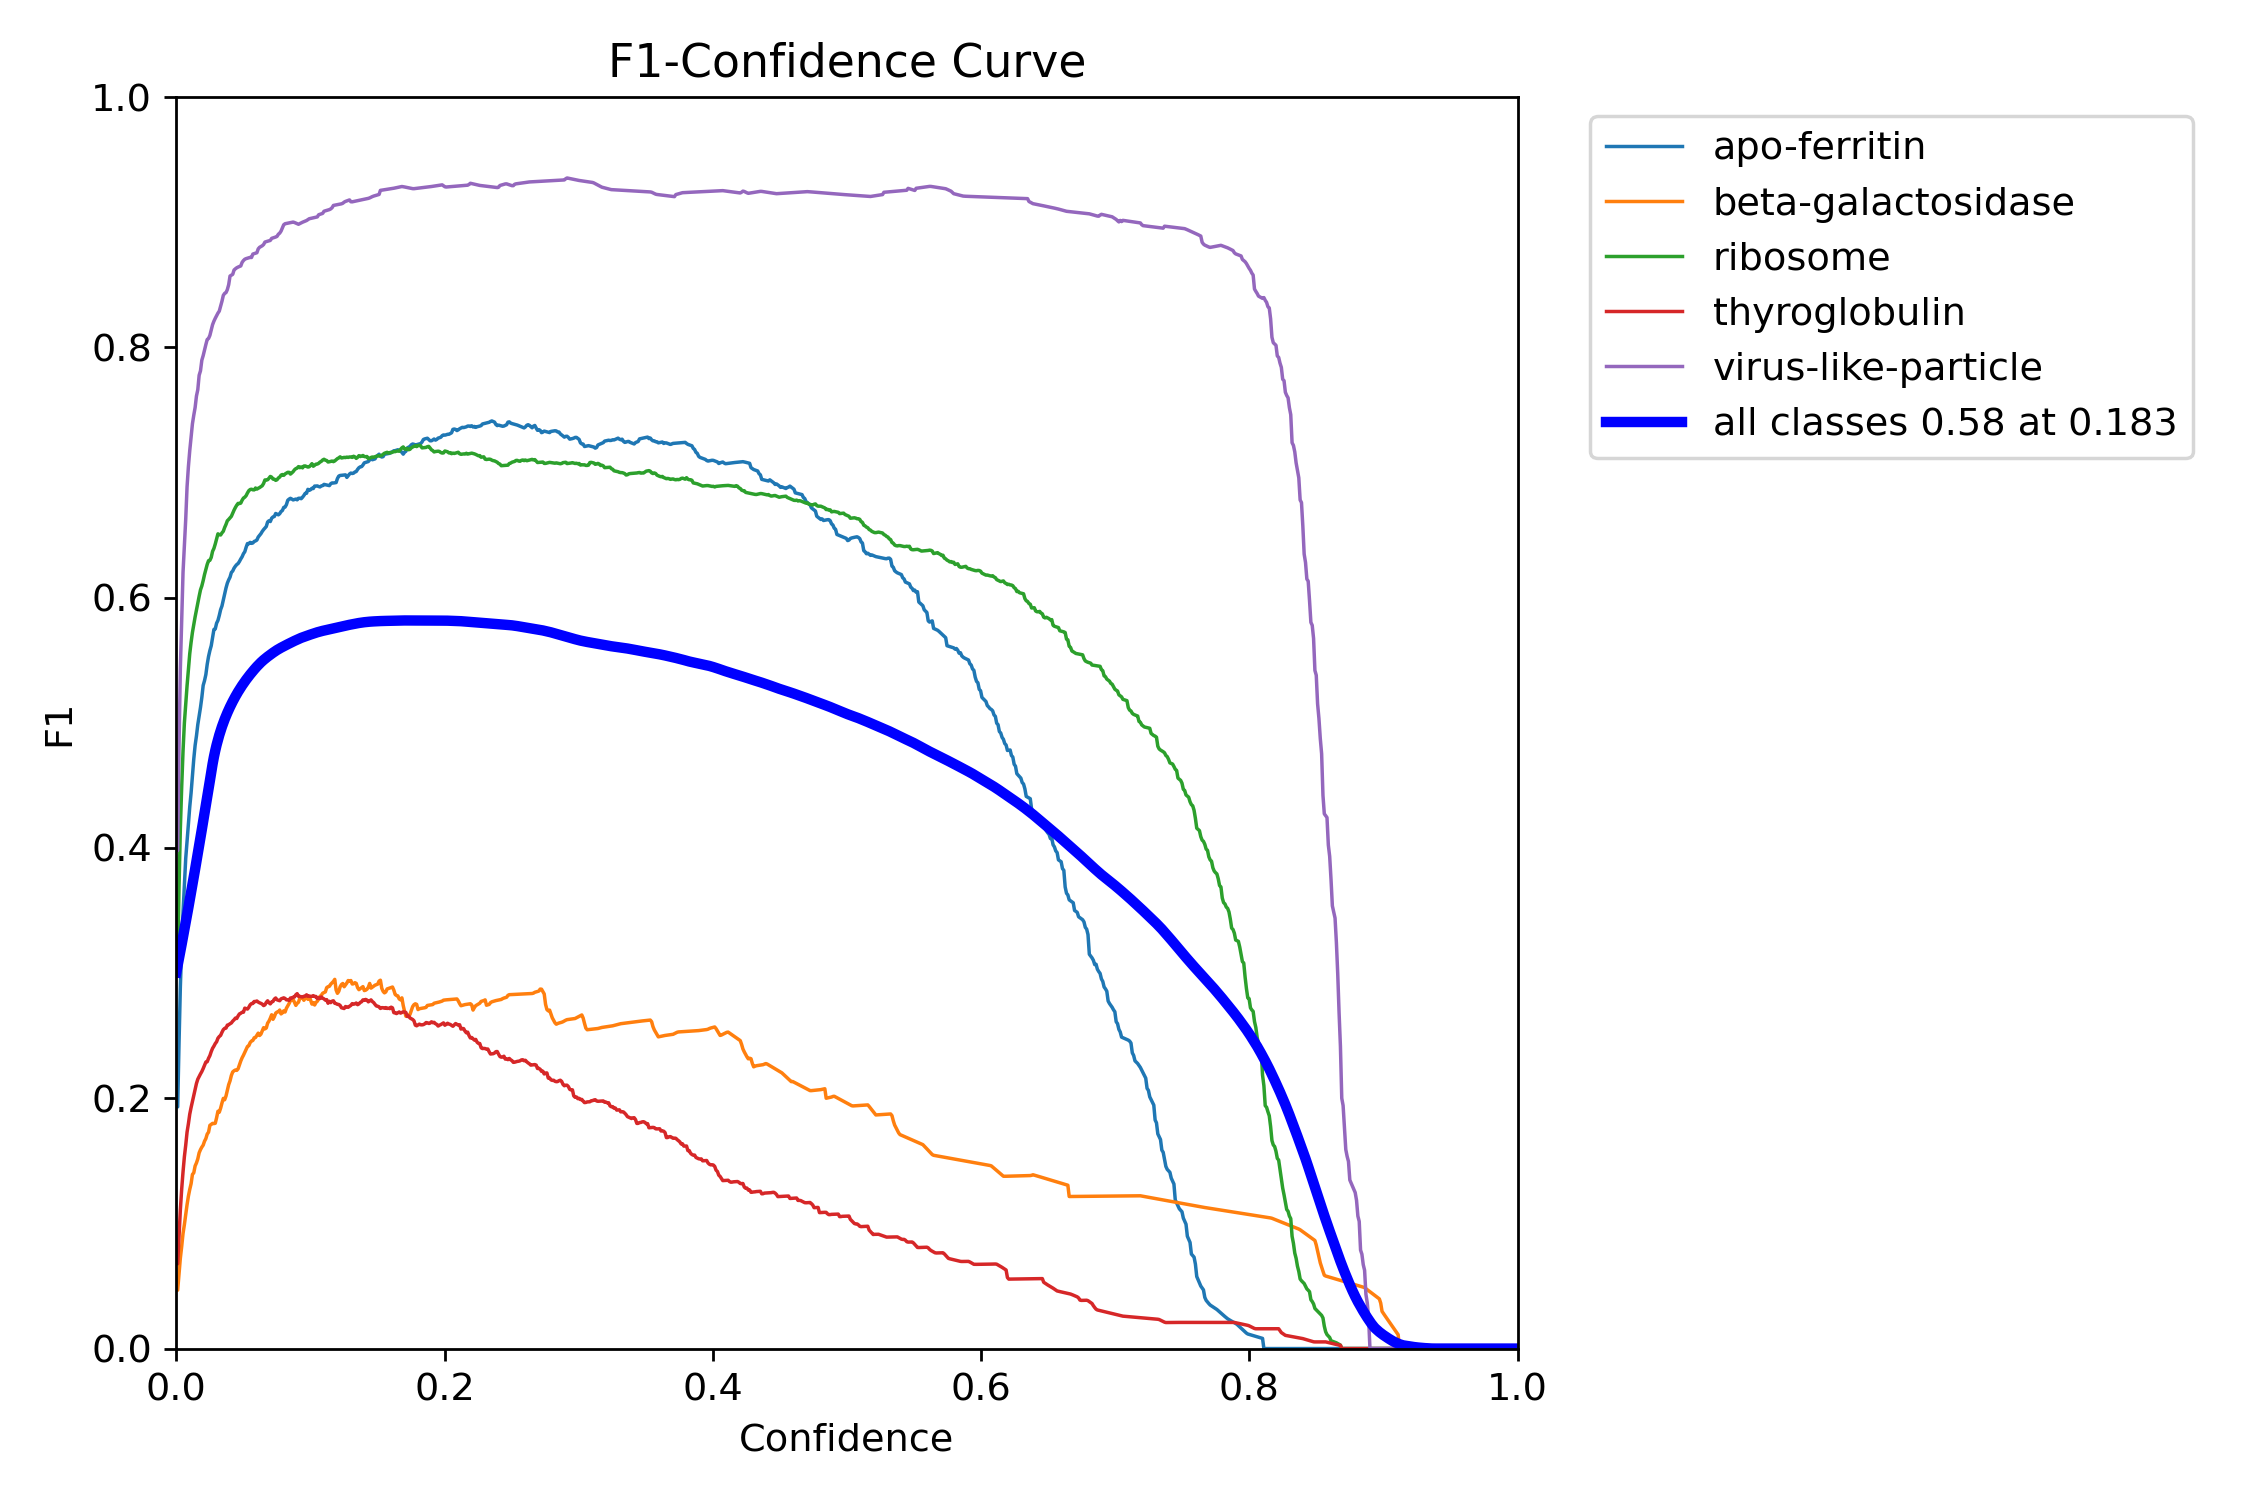 F1-Confidence Curve
1.0
0.8
0.6
0.4
0.2
0.0
F1
0.0 0.2 0.4 0.6 0.8 1.0
Confidence
apo-ferritin
beta-galactosidase
ribosome
thyroglobulin
virus-like-particle
all classes 0.58 at 0.183